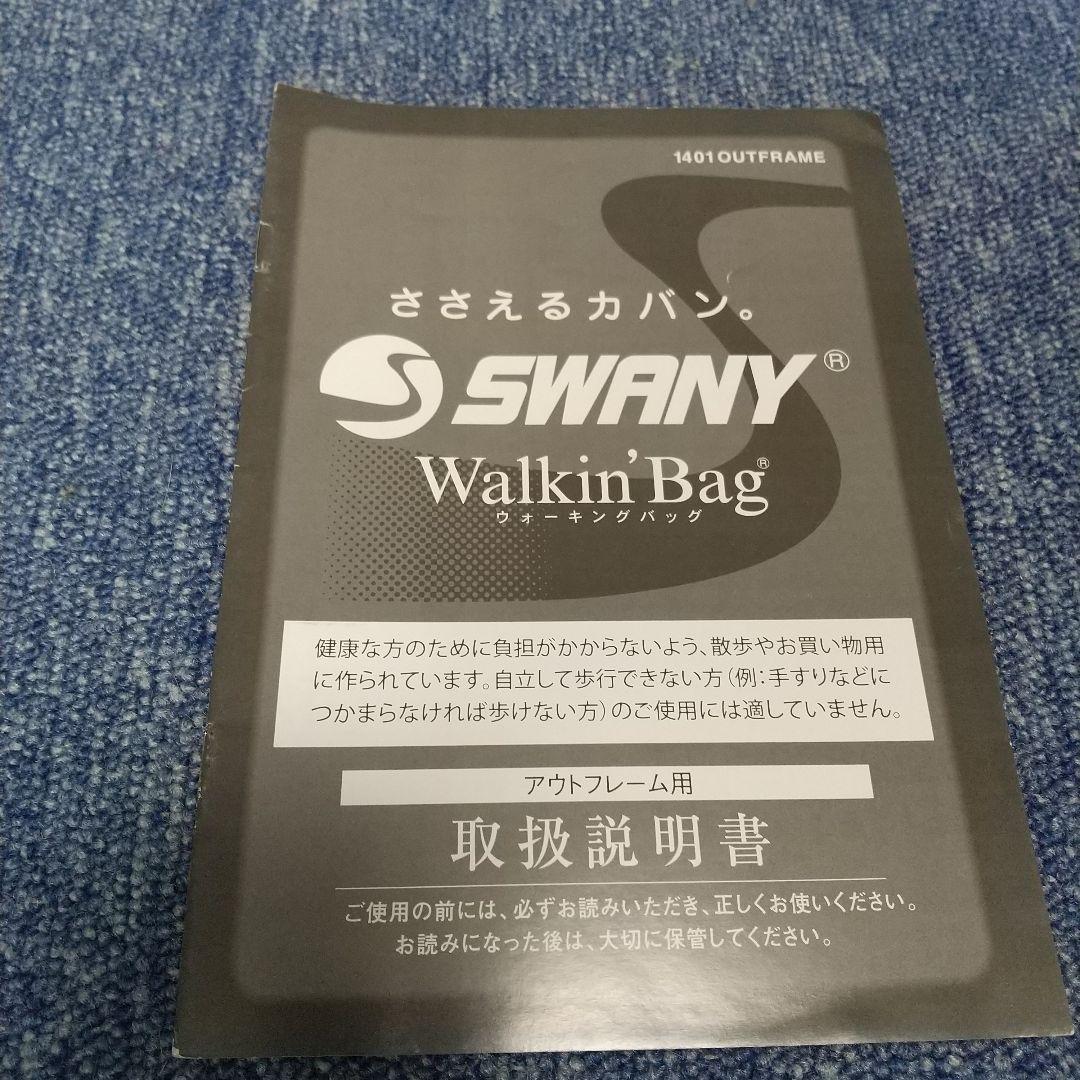 1401OUTFRAME
ささえるカバン。
SWANY®
Walkin'Bag®
ウォーキングバッグ
健康な方のために負担がかからないよう、散歩やお買い物用
に作られています。自立して歩行できない方(例:手すりなどに
つかまらなければ歩けない方)のご使用には適していません。
アウトフレーム用
取扱説明書
ご使用の前には、必ずお読みいただき、正しくお使いください。
お読みになった後は、大切に保管してください。